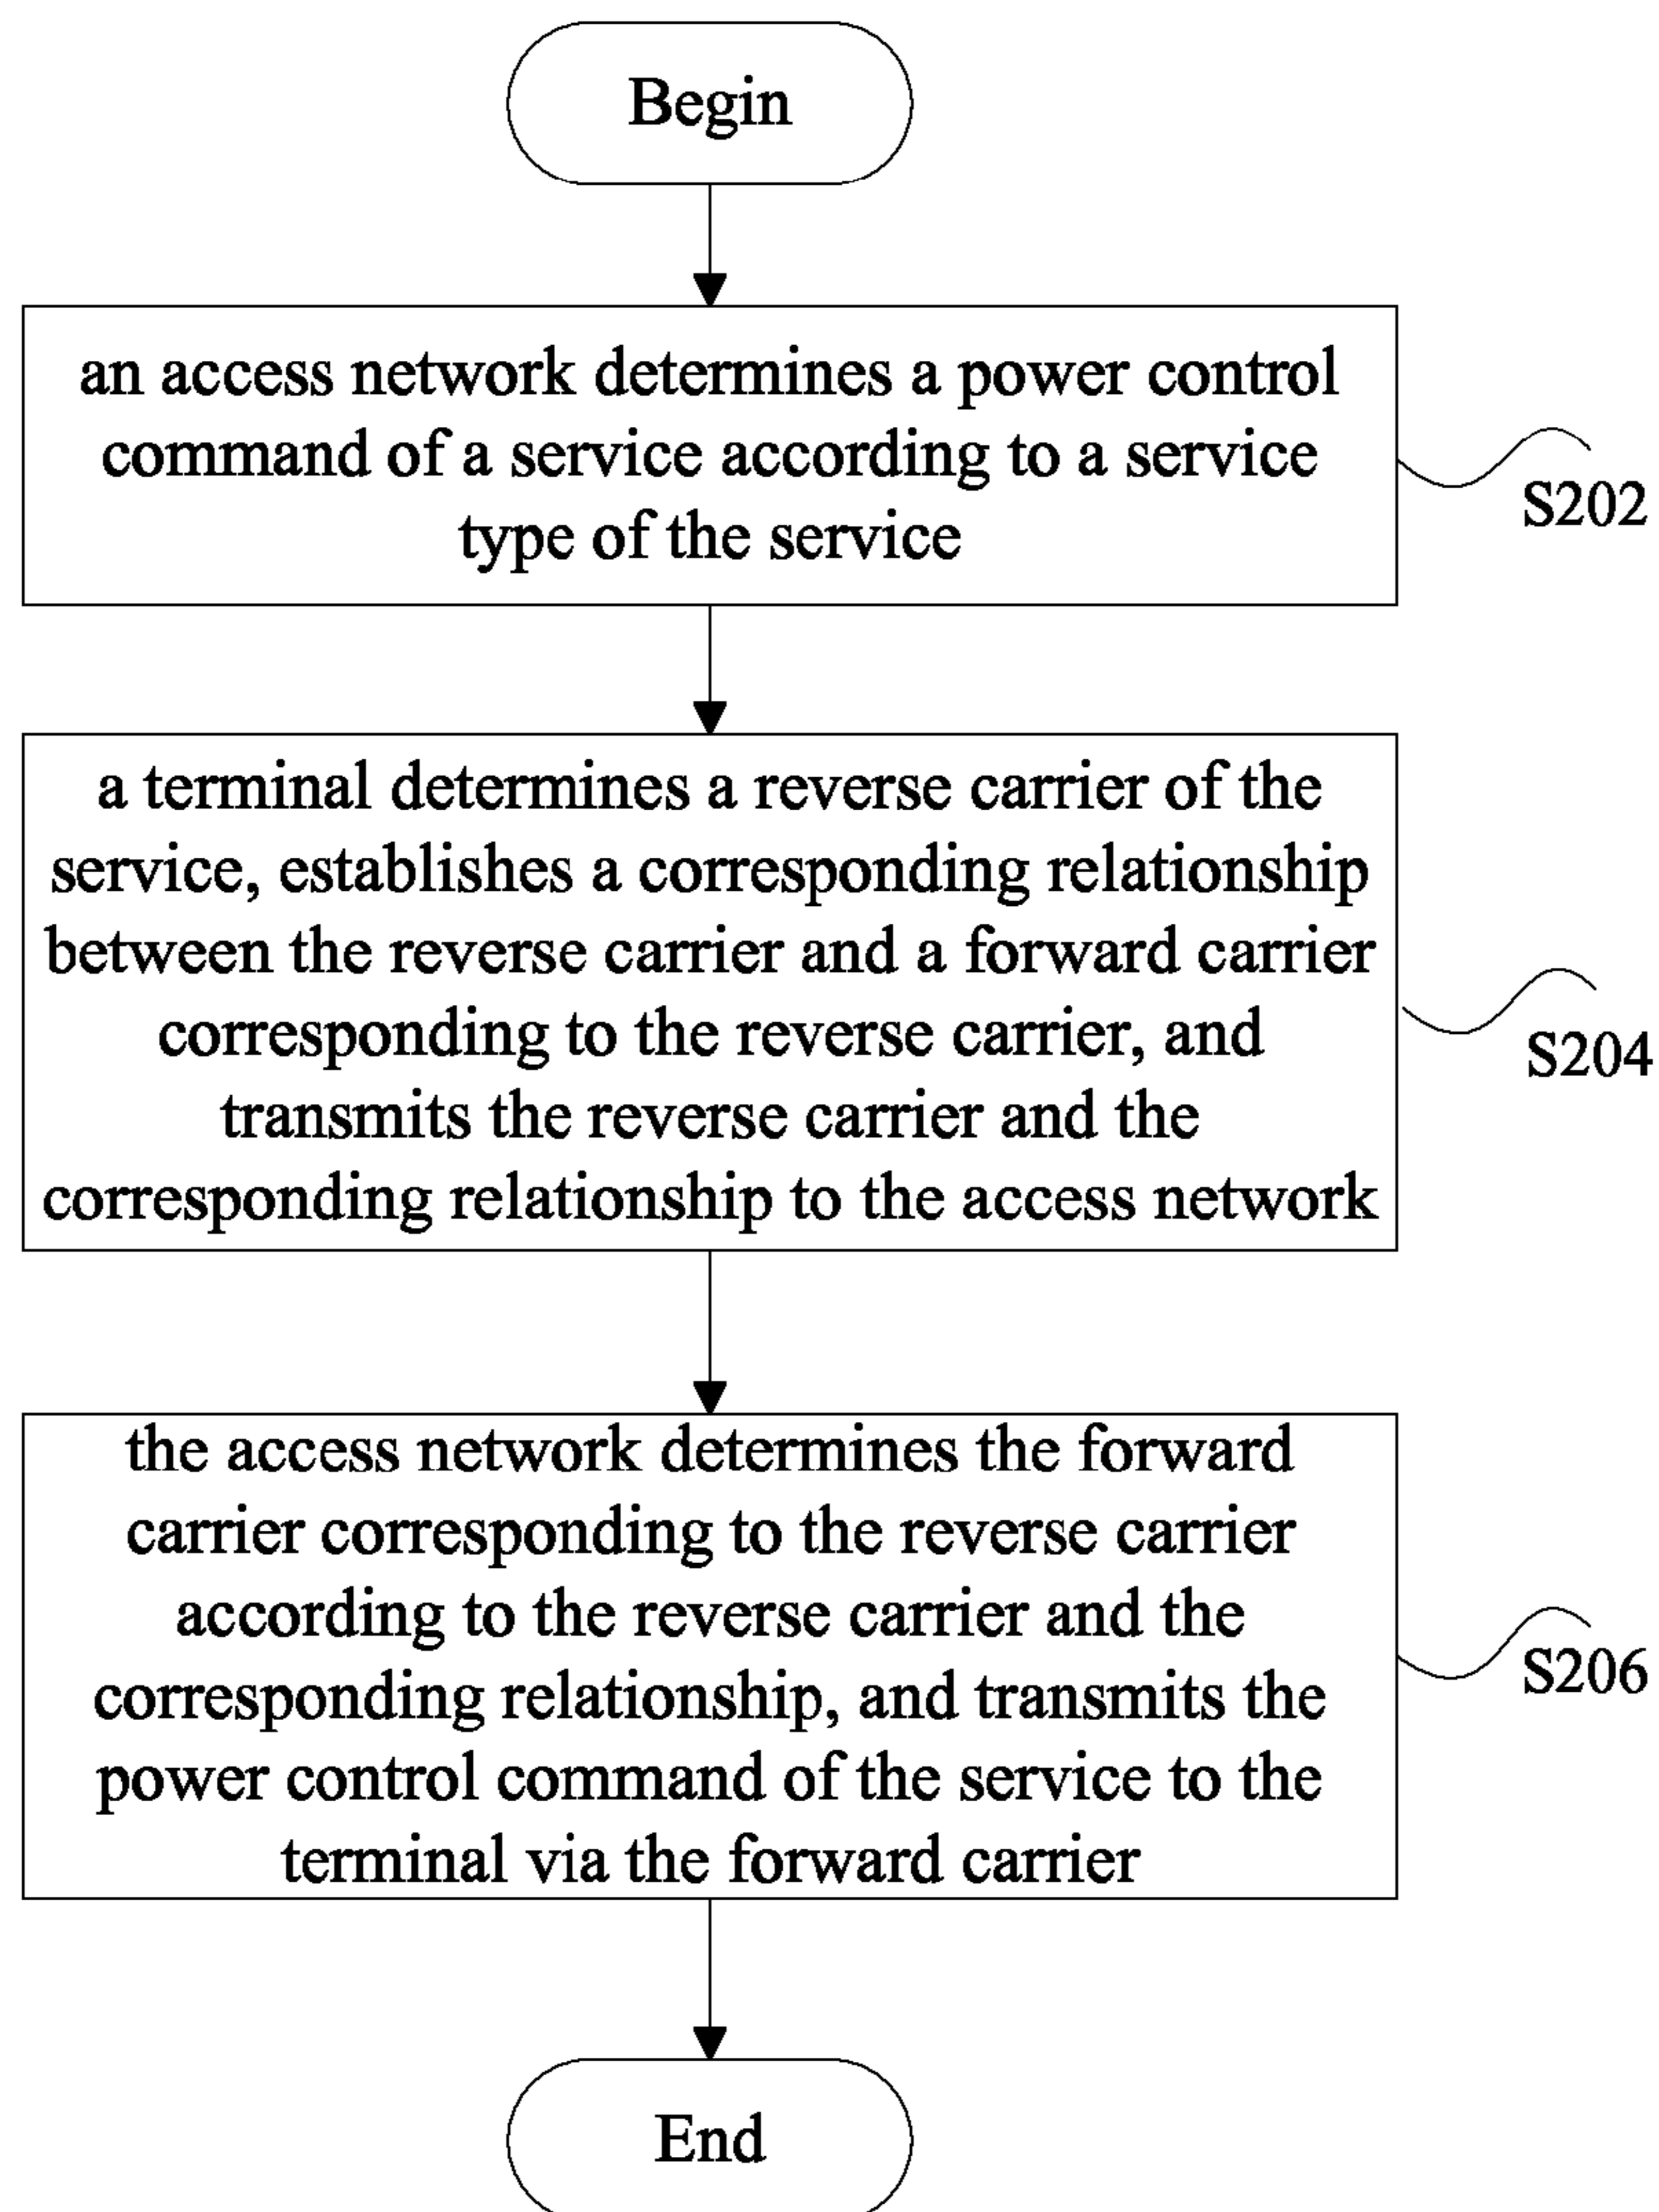 Begin
an access network determines a power control
command of a service according to a service
type of the service
S202
a terminal determines a reverse carrier of the
service, establishes a corresponding relationship
between the reverse carrier and a forward carrier
corresponding to the reverse carrier, and
transmits the reverse carrier and the
corresponding relationship to the access network
S204
the access network determines the forward
carrier corresponding to the reverse carrier
according to the reverse carrier and the
corresponding relationship, and transmits the
power control command of the service to the
terminal via the forward carrier
S206
End